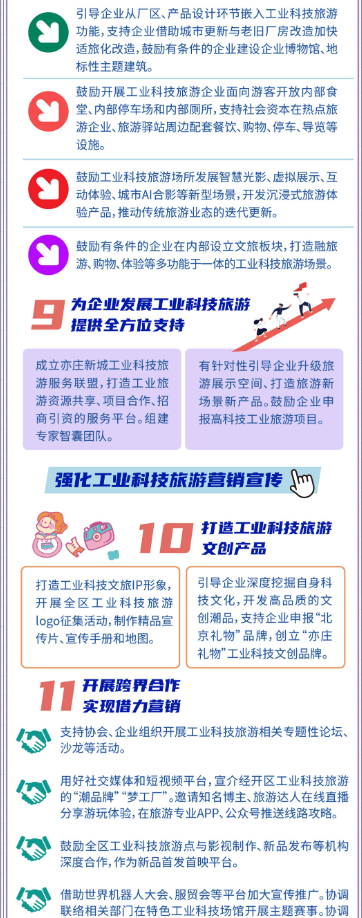 引导企业从厂区、产品设计环节嵌入工业科技旅游
功能,支持企业借助城市更新与老旧厂房改造加快
适旅化改造,鼓励有条件的企业建设企业博物馆、地
标性主题建筑。
鼓励开展工业科技旅游企业面向游客开放内部食
堂、内部停车场和内部厕所,支持社会资本在热点旅
游企业、旅游驿站周边配套餐饮、购物、停车、导览等
设施。
鼓励工业科技旅游场所发展智慧光影、虚拟展示、互
动体验、城市AI合影等新型场景,开发沉浸式旅游体
验产品,推动传统旅游业态的迭代更新。
鼓励有条件的企业在内部设立文旅板块,打造融旅
游、购物、体验等多功能于一体的工业科技旅游场景。
9 为企业发展工业科技旅游
提供全方位支持
成立亦庄新城工业科技旅
游服务联盟,打造工业旅
游资源共享、项目合作、招
商引资的服务平台。组建
专家智囊团队。
有针对性引导企业升级旅
游展示空间、打造旅游新
场景新产品。鼓励企业申
报高科技工业旅游项目。
强化工业科技旅游营销宣传
10 打造工业科技旅游
文创产品
打造工业科技文旅IP形象,
开展全区工业科技旅游
logo征集活动,制作精品宣
传片、宣传手册和地图。
引导企业深度挖掘自身科
技文化,开发高品质的文
创潮品,支持企业申报“北
京礼物”品牌,创立“亦庄
礼物”工业科技文创品牌。
11 开展跨界合作
实现借力营销
支持协会、企业组织开展工业科技旅游相关专题性论坛、
沙龙等活动。
用好社交媒体和短视频平台,宣介经开区工业科技旅游
的“潮品牌”“梦工厂”。邀请知名博主、旅游达人在线直播
分享游玩体验,在旅游专业APP、公众号推送线路攻略。
鼓励全区工业科技旅游点与影视制作、新品发布等机构
深度合作,作为新品首发首映平台。
借助世界机器人大会、服贸会等平台加大宣传推广。协调
联络相关部门在特色工业科技场馆开展主题赛事。协调